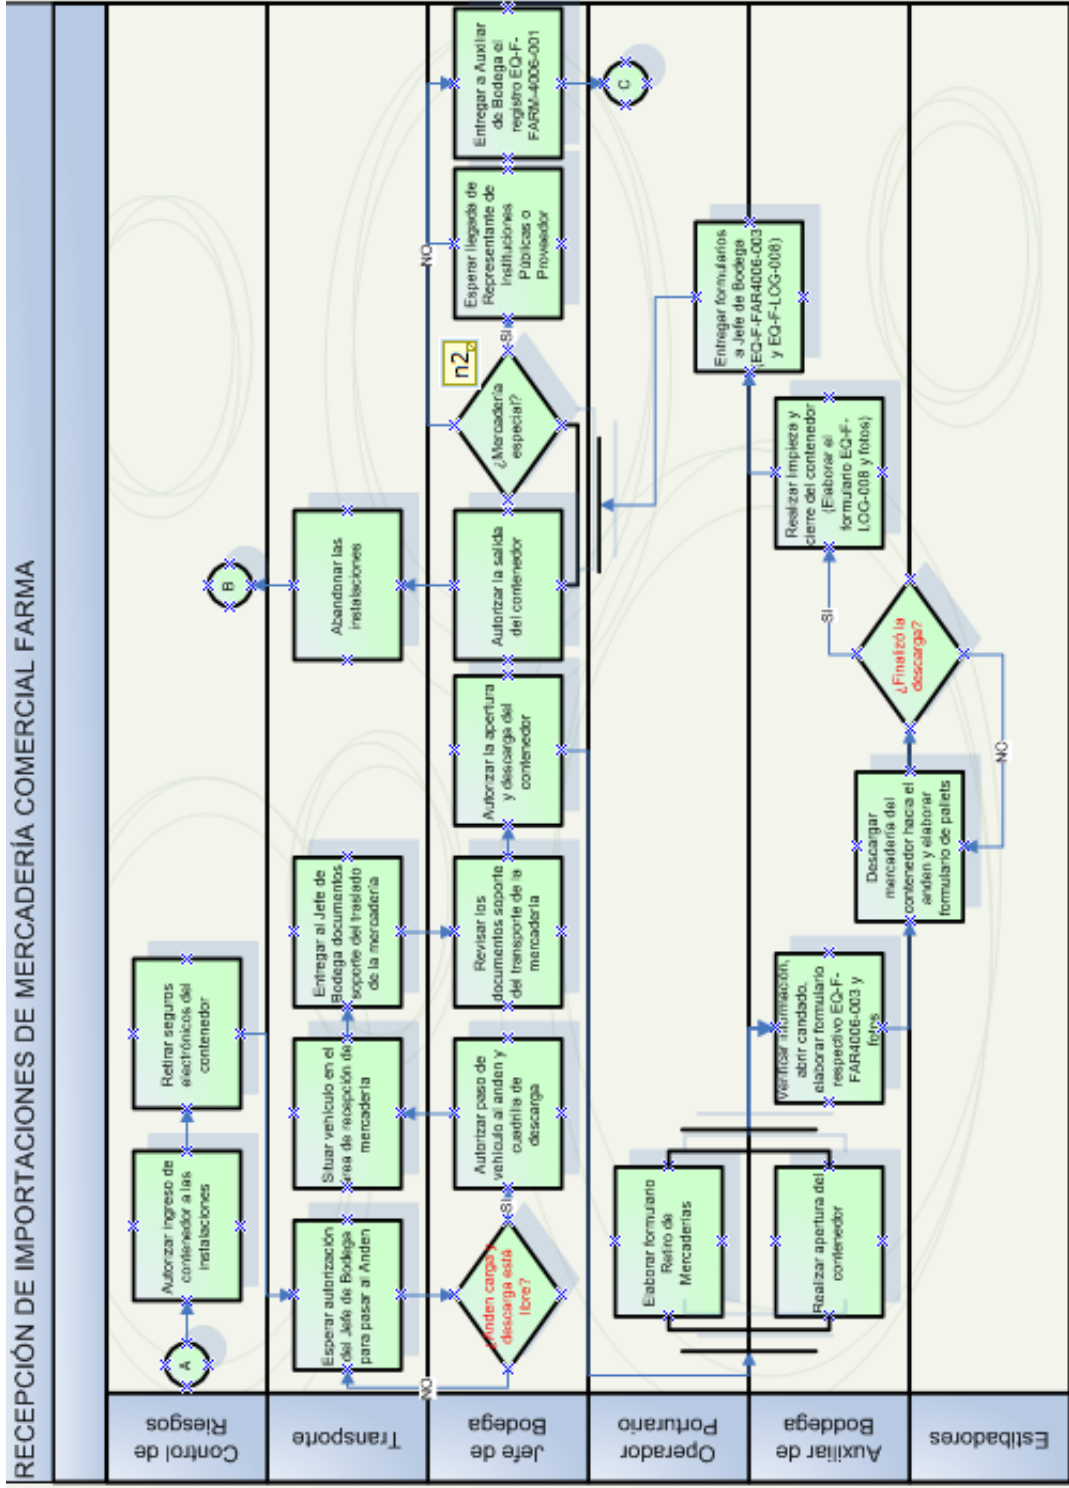 RECEPCIÓN DE IMPORTACIONES DE MERCADERÍA COMERCIAL FARMA
Control de
Riesgos
A
Autorizar ingreso de
contenedor a las
instalaciones
Retirar seguros
electrónicos del
contenedor
B
Transporte
Esperar autorización
del Jefe de Bodega
para pasar al Anden
Situar vehículo en el
área de recepción de
mercadería
Entregar al Jefe de
Bodega documentos
soporte del traslado
de la mercadería
Abandonar las
instalaciones
Jefe de
Bodega
NO
¿Anden carga y
descarga está
libre?
SI
Autorizar paso de
vehículo al anden y
cuadrilla de
descarga
Revisar los
documentos soporte
del transporte de la
mercadería
Autorizar la apertura
y descarga del
contenedor
Autorizar la salida
del contenedor
¿Mercadería
especial?
n2
SI
NO
Esperar llegada de
Representante de
Instituciones
Públicas o
Proveedor
Entregar a Auxiliar
de Bodega el
registro EQ-F-
FARM-4006-001
Operador
Porturario
Elaborar formulario
Retiro de
Mercaderías
C
Auxiliar de
Boddega
Realizar apertura del
contenedor
Verificar información,
abrir candado,
elaborar formulario
respectivo EQ-F-
FAR4006-003 y
fotos
SI
Realizar limpieza y
cierre del contenedor
(Elaborar el
formulario EQ-F-
LOG-008 y fotos)
Entregar formularios
a Jefe de Bodega
(EQ-F-FAR4006-003
y EQ-F-LOG-008)
Estibadores
Descargar
mercadería del
contenedor hacia el
anden y elaborar
formulario de pallets
¿Finalizó la
descarga?
NO